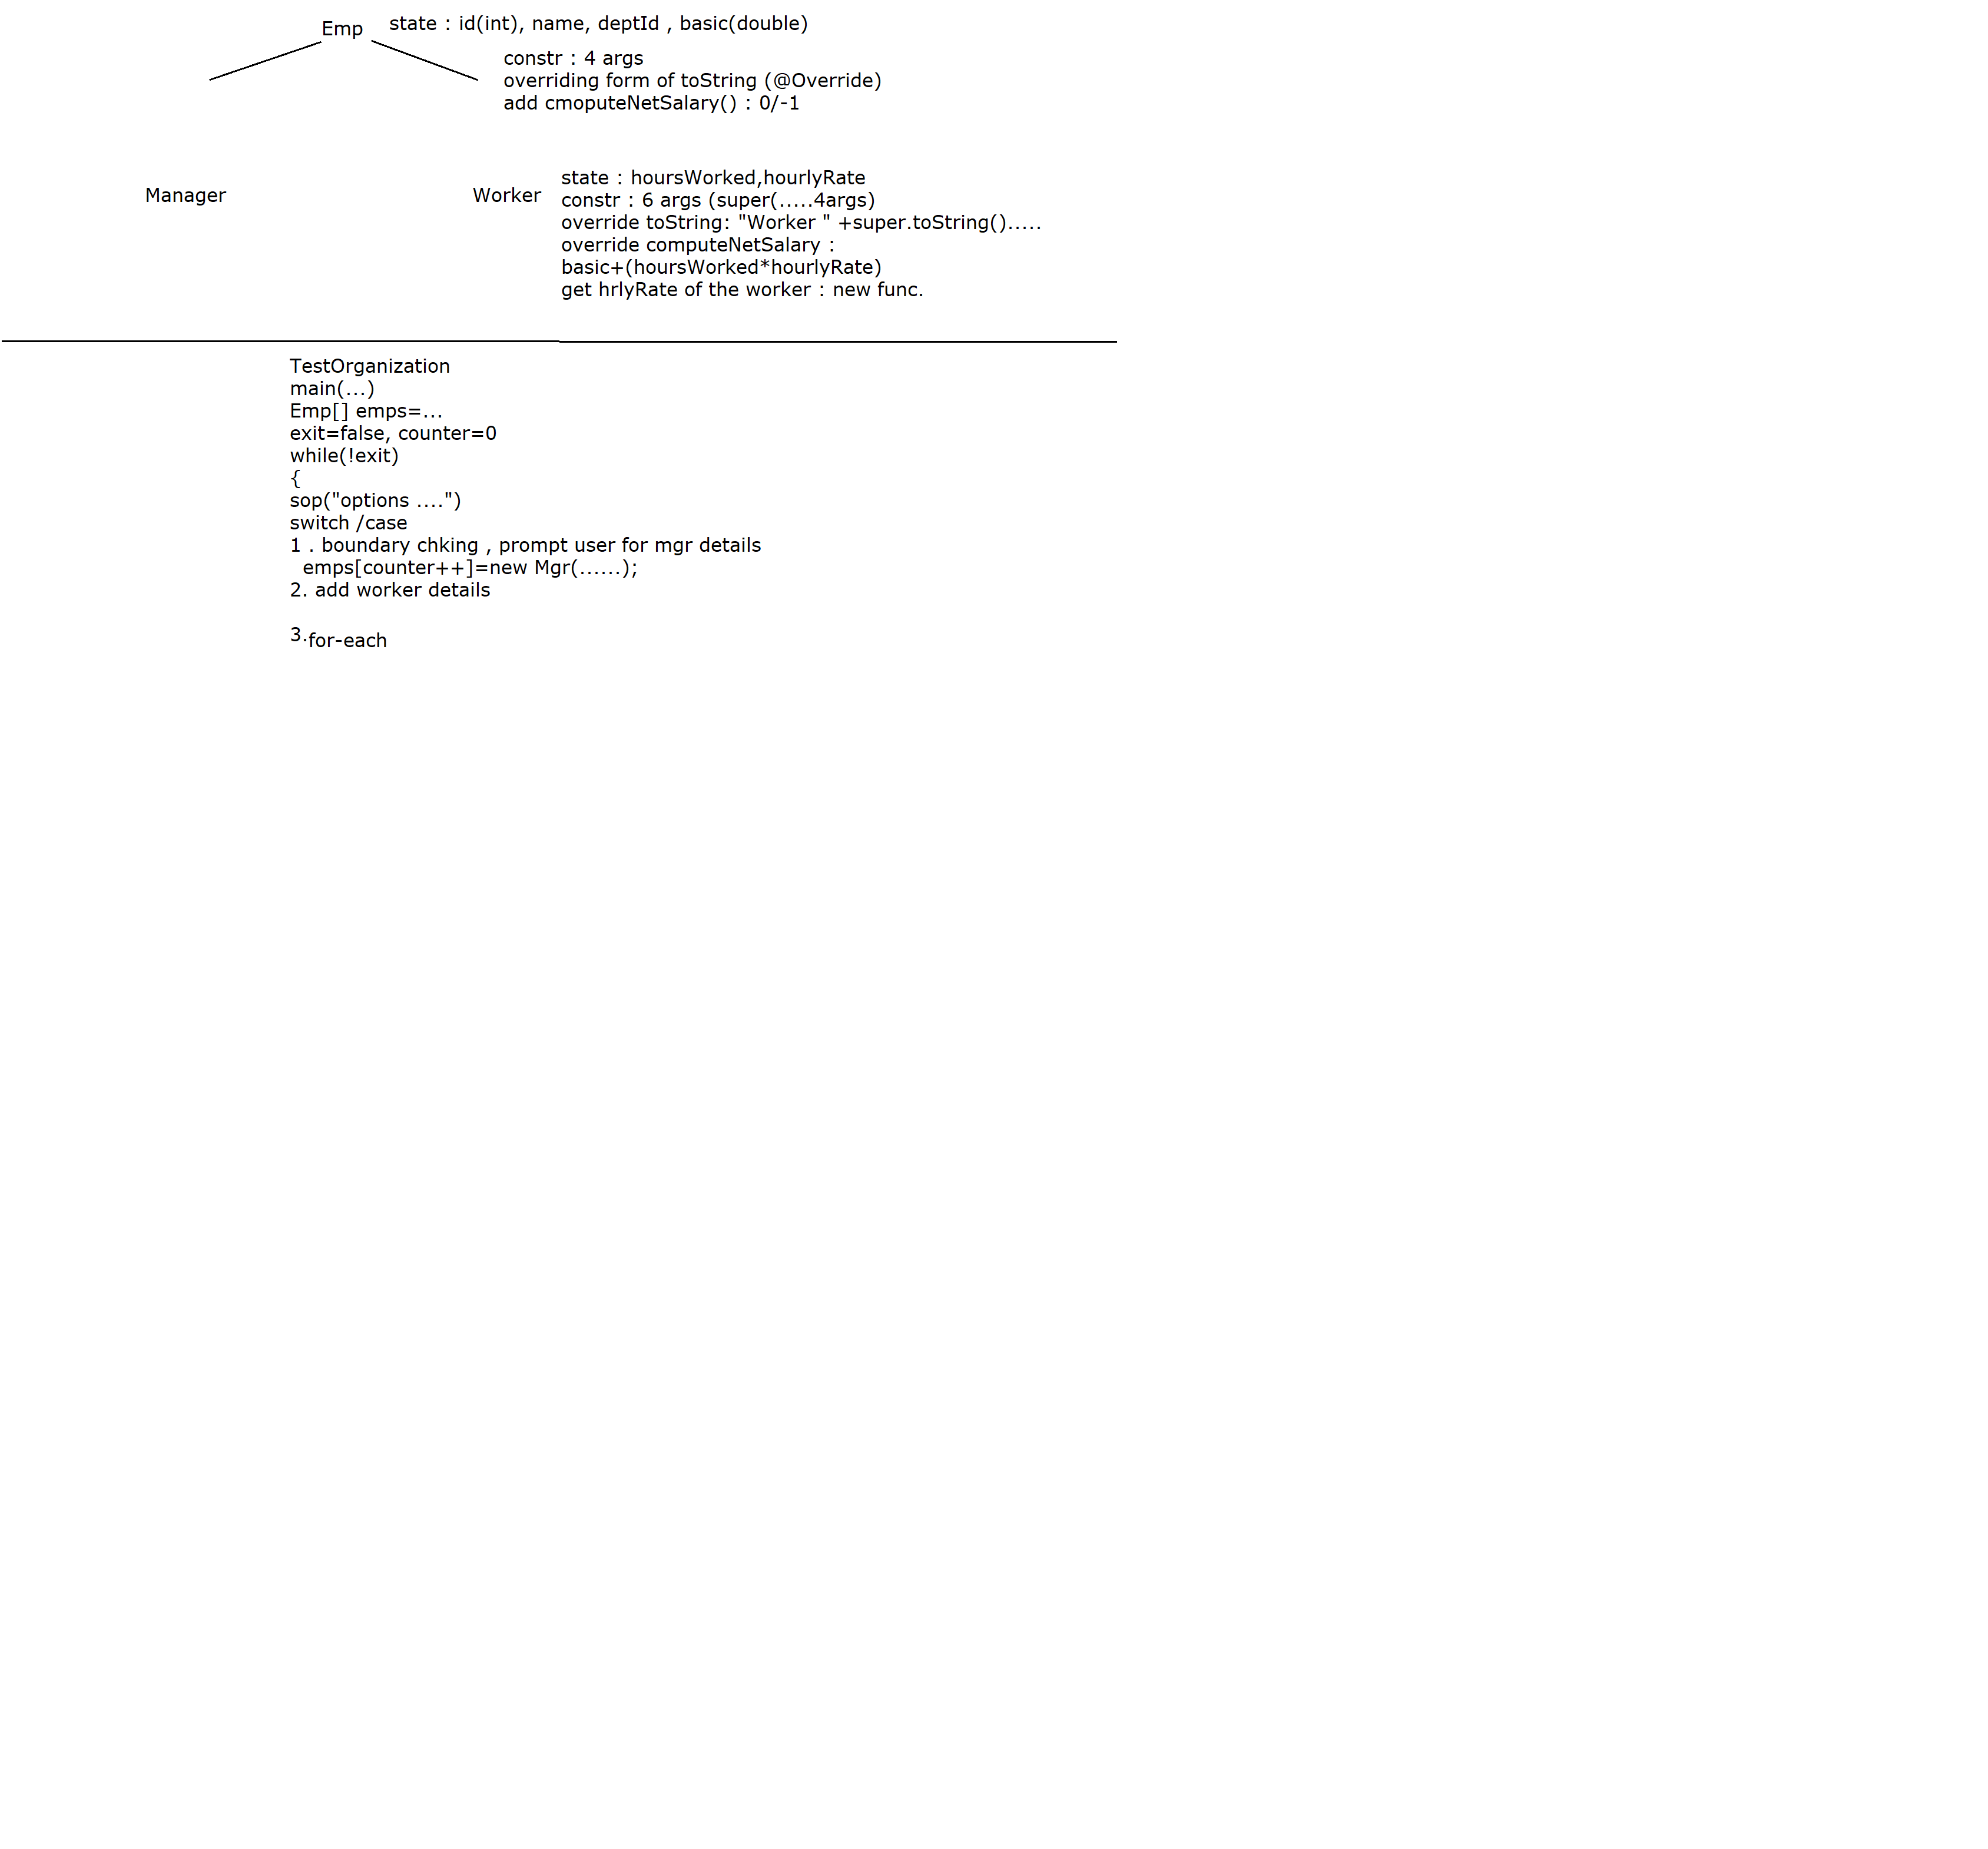 Emp
state : id(int), name, deptId , basic(double)
constr : 4 args
overriding form of toString (@Override)
add cmoputeNetSalary() : 0/-1
Manager
Worker
state : hoursWorked,hourlyRate
constr : 6 args (super(.....4args)
override toString: "Worker " +super.toString().....
override computeNetSalary :
basic+(hoursWorked*hourlyRate)
get hrlyRate of the worker : new func.
TestOrganization
main(...)
Emp[] emps=...
exit=false, counter=0
while(!exit)
{
sop("options ....")
switch /case
1 . boundary chking , prompt user for mgr details
emps[counter++]=new Mgr(......);
2. add worker details
3.for-each